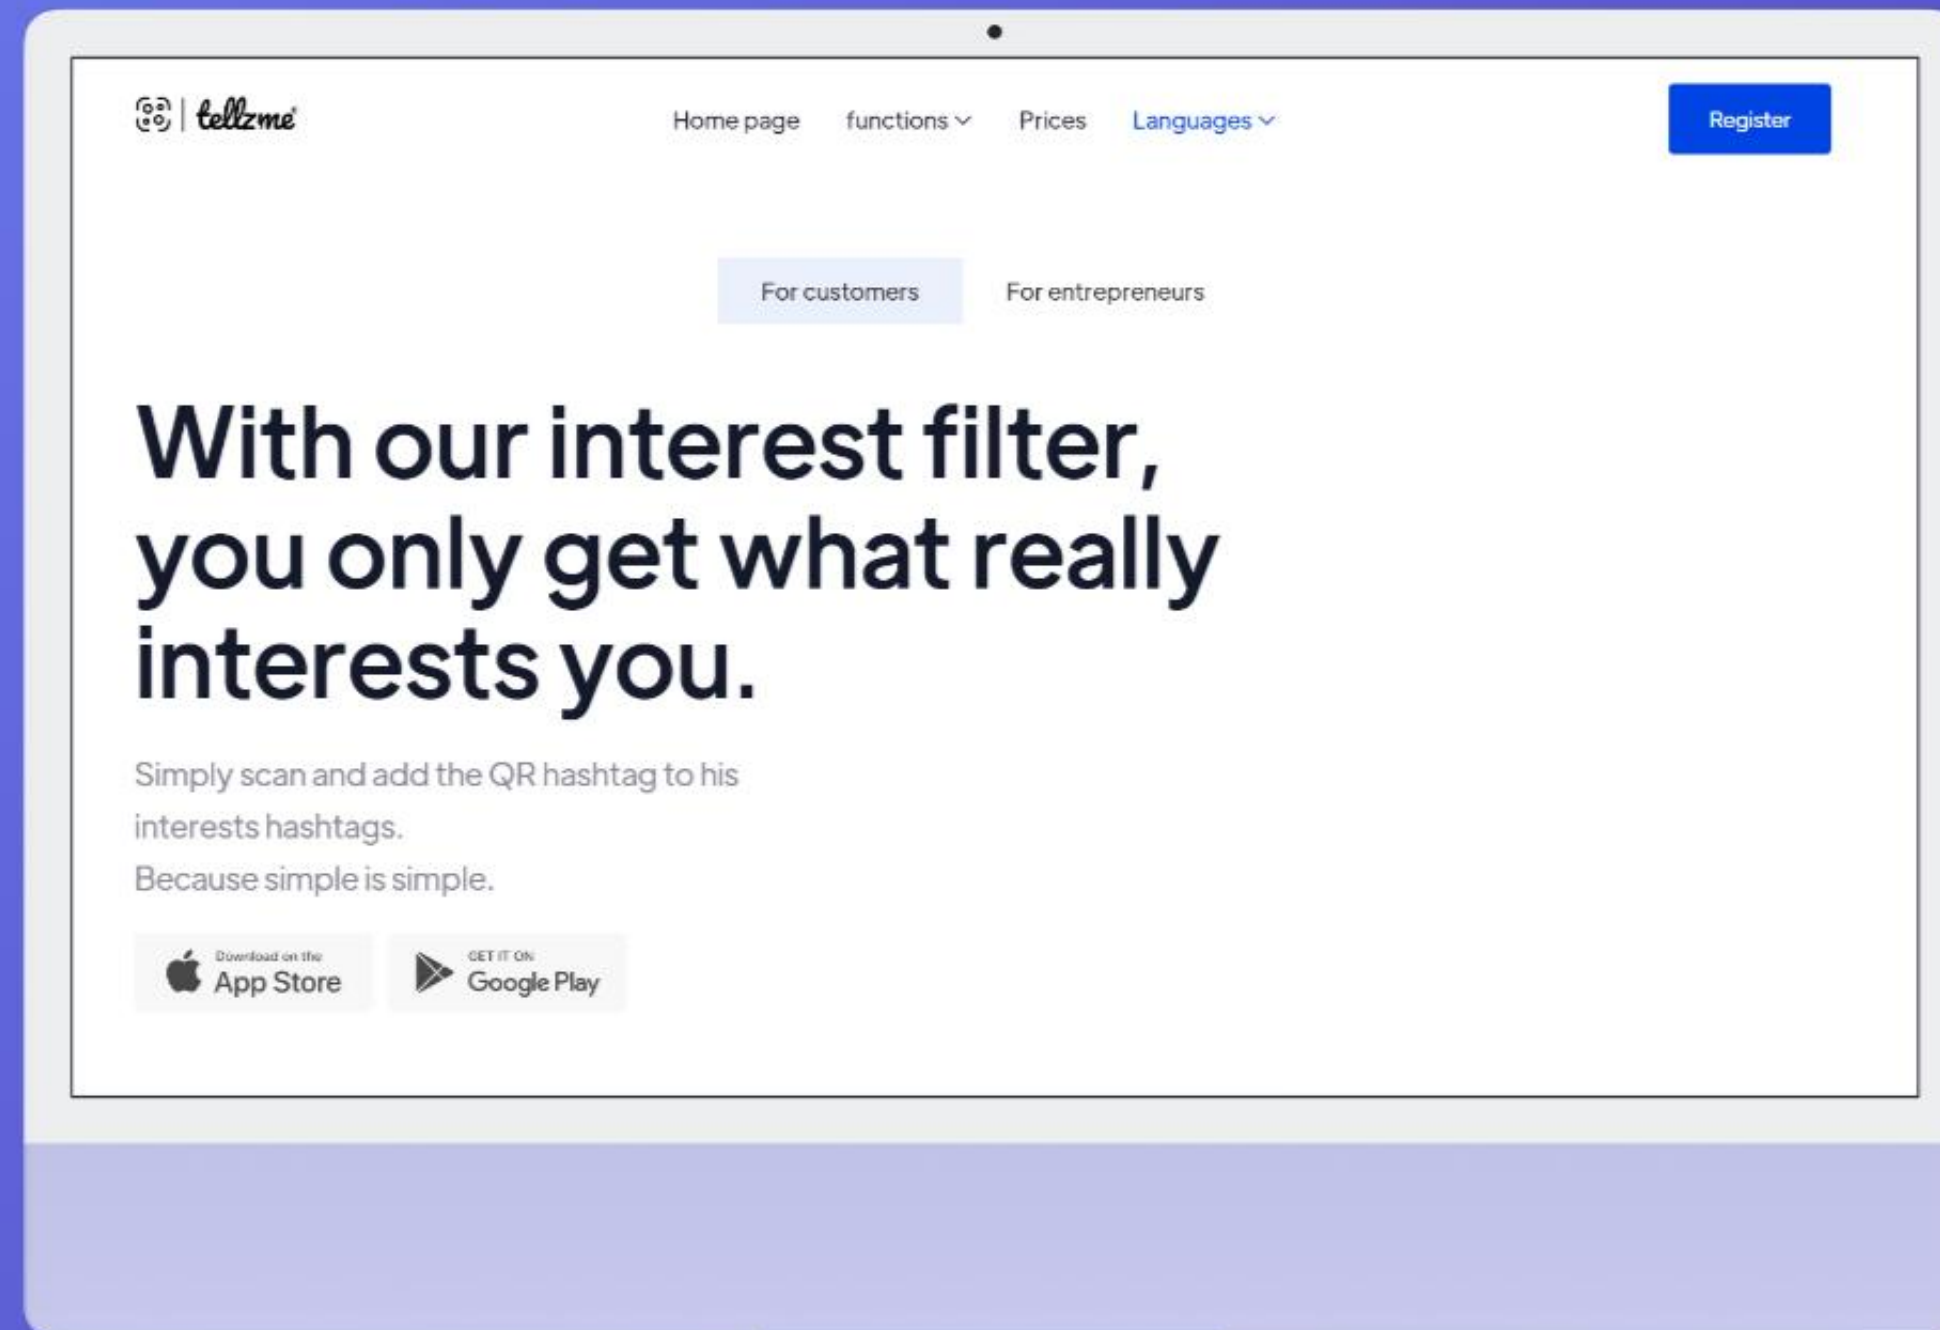 tellzme
Home page functions Prices Languages Register
For customers For entrepreneurs
With our interest filter,
you only get what really
interests you.
Simply scan and add the QR hashtag to his
interests hashtags.
Because simple is simple.
Download on the GET IT ON
App Store Google Play